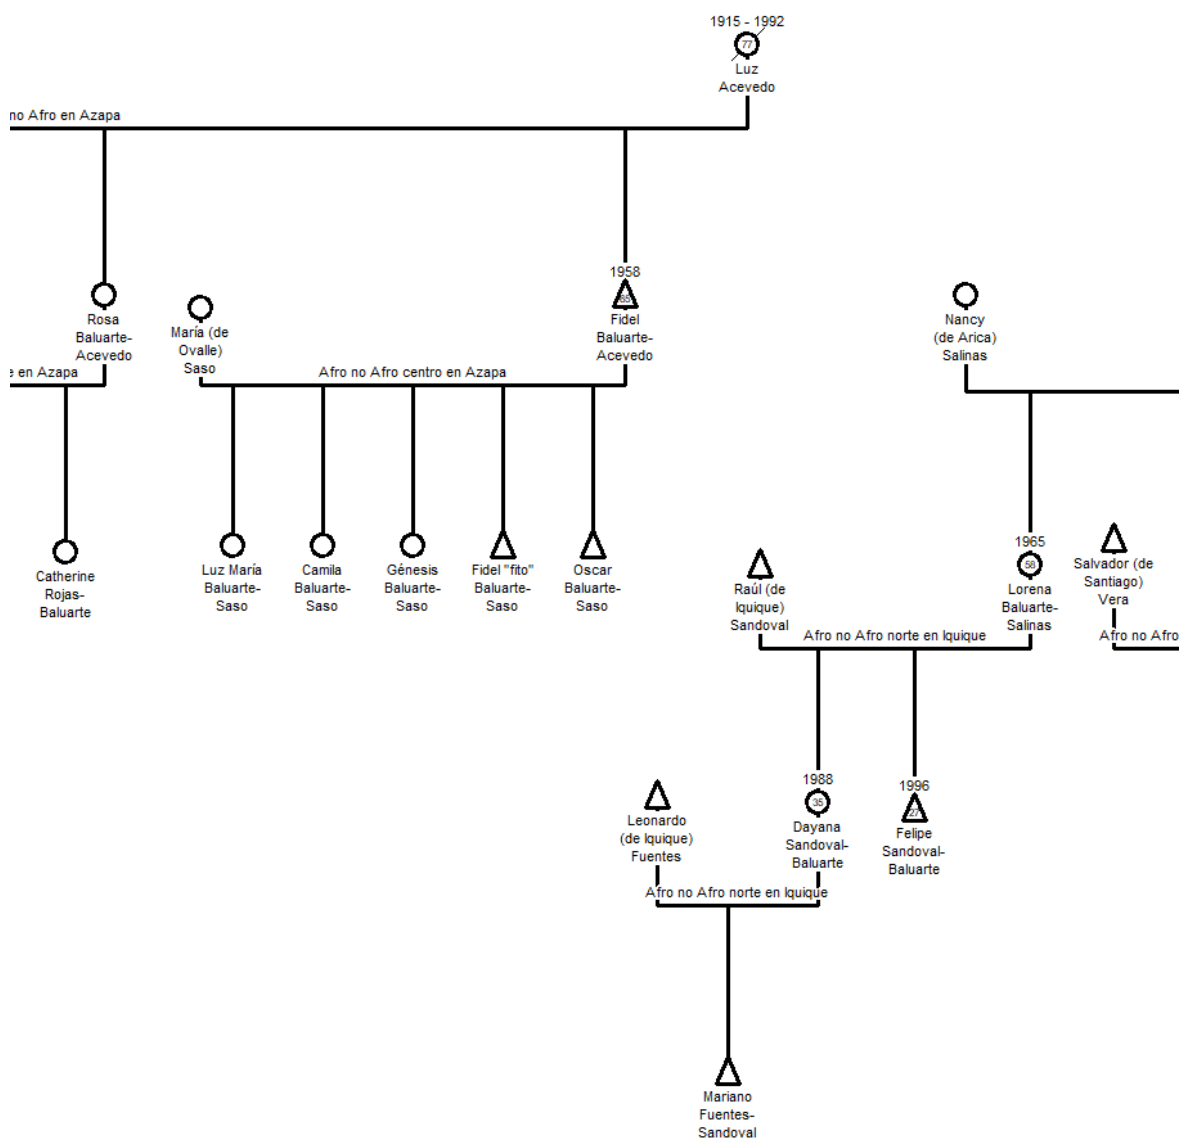 1915 - 1992
77
Luz
Acevedo
no Afro en Azapa
Rosa
Baluarte-
Acevedo
María (de
Ovalle)
Saso
1958
65
Fidel
Baluarte-
Acevedo
Nancy
(de Arica)
Salinas
e en Azapa
Afro no Afro centro en Azapa
Catherine
Rojas-
Baluarte
Luz María
Baluarte-
Saso
Camila
Baluarte-
Saso
Génesis
Baluarte-
Saso
Fidel "fito"
Baluarte-
Saso
Oscar
Baluarte-
Saso
Raúl (de
Iquique)
Sandoval
1965
58
Lorena
Baluarte-
Salinas
Salvador (de
Santiago)
Vera
Afro no Afro norte en Iquique
Afro no Afro
Leonardo
(de Iquique)
Fuentes
1988
35
Dayana
Sandoval-
Baluarte
1996
27
Felipe
Sandoval-
Baluarte
Afro no Afro norte en Iquique
Mariano
Fuentes-
Sandoval